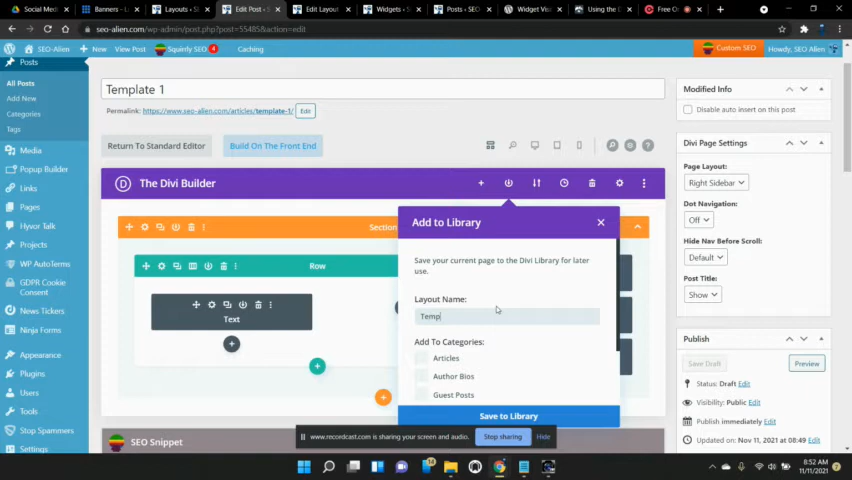 Social Med
Banners – L
Layouts ‹ S
Edit Post ‹ S
Edit Layout
Widgets ‹ S
Posts ‹ SEO
Widget Visi
Using the D
Free O
seo-alien.com/wp-admin/post.php?post=55485&action=edit
SEO-Alien
New
View Post
Squirrly SEO 4
Caching
Custom SEO
Howdy, SEO Alien
Posts
All Posts
Add New
Categories
Tags
Media
Popup Builder
Links
Pages
Hyvor Talk
Projects
WP AutoTerms
GDPR Cookie
Consent
News Tickers
Ninja Forms
Appearance
Plugins
Users
Tools
Stop Spammers
Settings
Template 1
Permalink: https://www.seo-alien.com/articles/template-1/ Edit
Return To Standard Editor
Build On The Front End
The Divi Builder
Section
Row
Text
Add to Library
Save your current page to the Divi Library for later
use.
Layout Name:
Temp
Add To Categories:
Articles
Author Bios
Guest Posts
Save to Library
SEO Snippet
Modified Info
Disable auto insert on this post
Divi Page Settings
Page Layout:
Right Sidebar
Dot Navigation:
Off
Hide Nav Before Scroll:
Default
Post Title:
Show
Publish
Save Draft
Preview
Status: Draft Edit
Visibility: Public Edit
Publish immediately Edit
Updated on: Nov 11, 2021 @ 08:49 Edit
www.recordcast.com is sharing your screen and audio.
Stop sharing
Hide
8:52 AM
11/11/2021